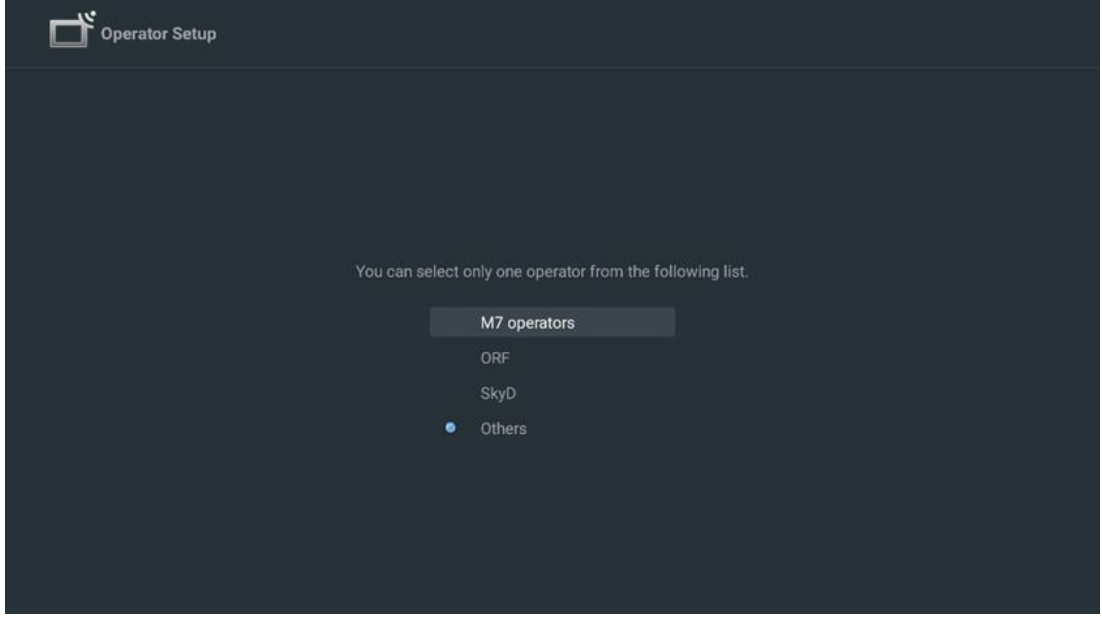 Operator Setup
You can select only one operator from the following list.
M7 operators
ORF
SkyD
Others